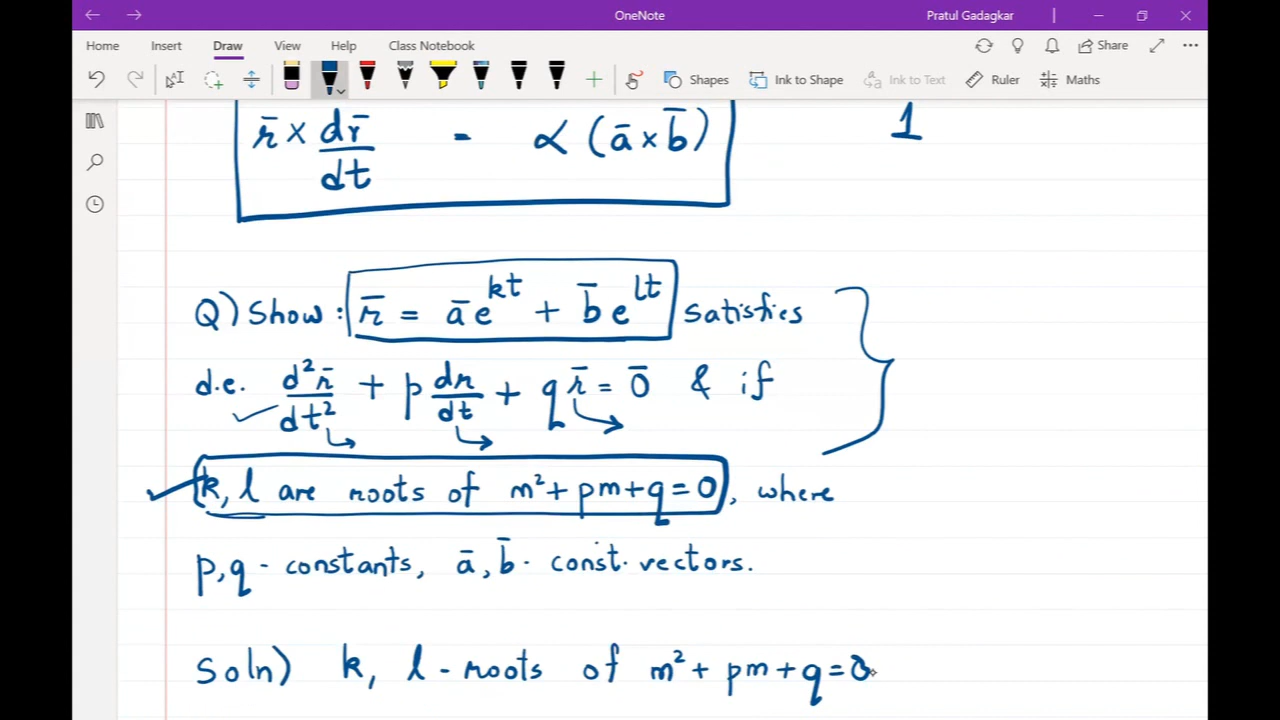 OneNote
Pratul Gadagkar
Home Insert Draw View Help Class Notebook
Share
Shapes Ink to Shape Ink to Text Ruler Maths
r̄ × dr̄/dt = α (ā × b̄)
1
Q) Show : r̄ = āe^kt + b̄e^lt satisfies
d.e. d²r̄/dt² + p dr/dt + q r̄ = 0̄ & if
k, l are roots of m² + pm + q = 0, where
p, q - constants, ā, b̄ - const. vectors.
Soln) k, l - roots of m² + pm + q = 0